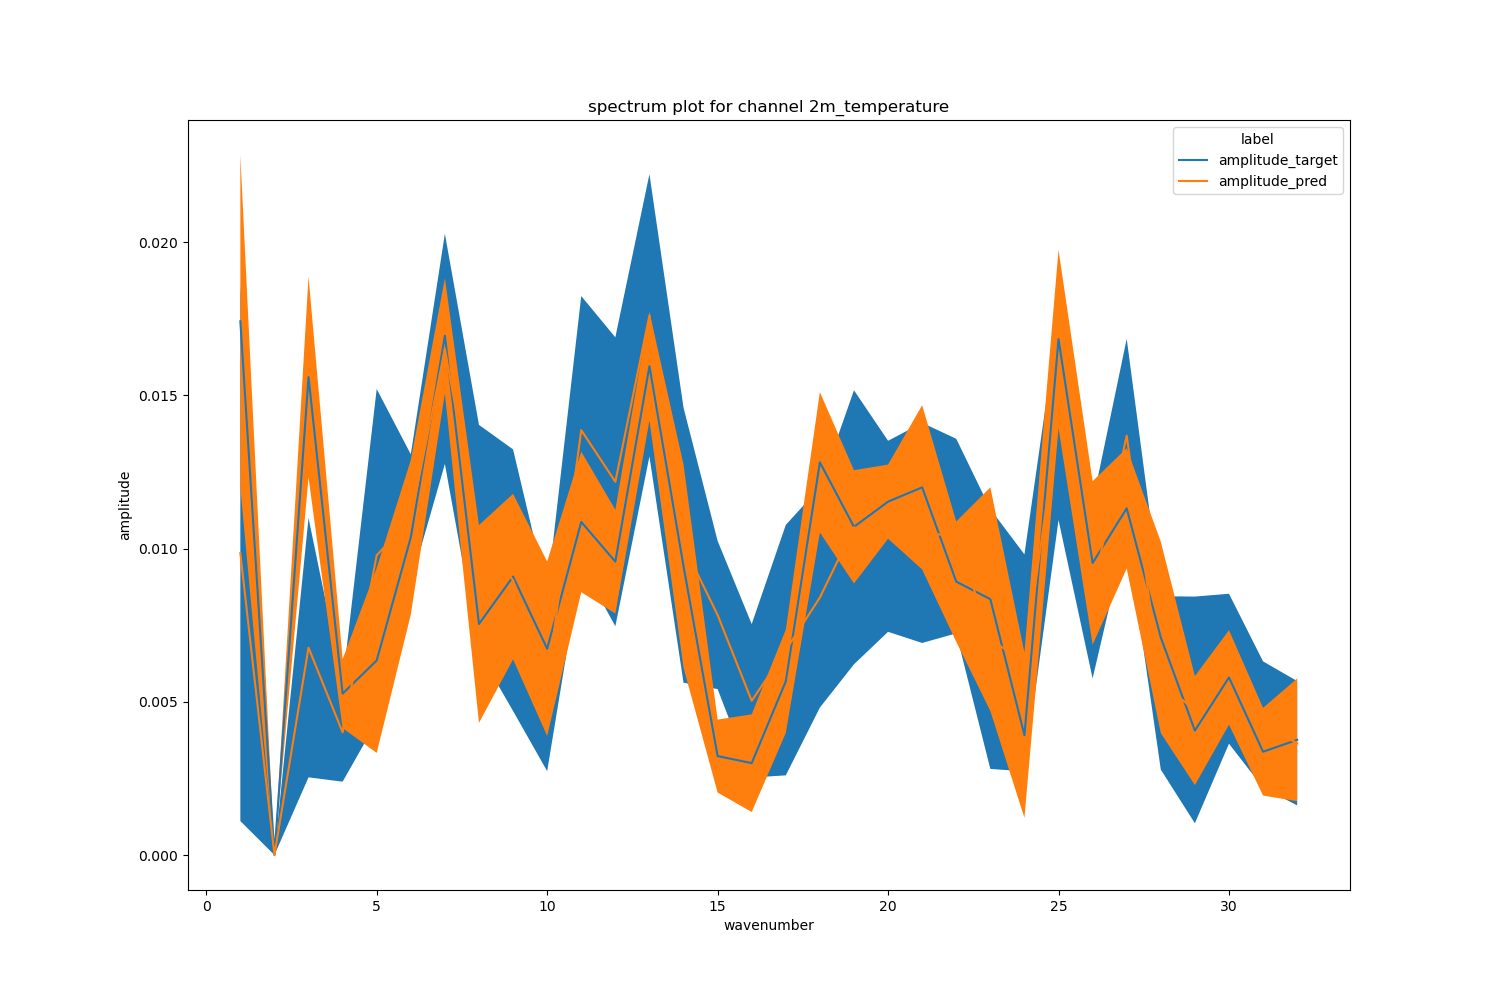 spectrum plot for channel 2m_temperature
label
amplitude_target
amplitude_pred
amplitude
0.020
0.015
0.010
0.005
0.000
0 5 10 15 20 25 30
wavenumber